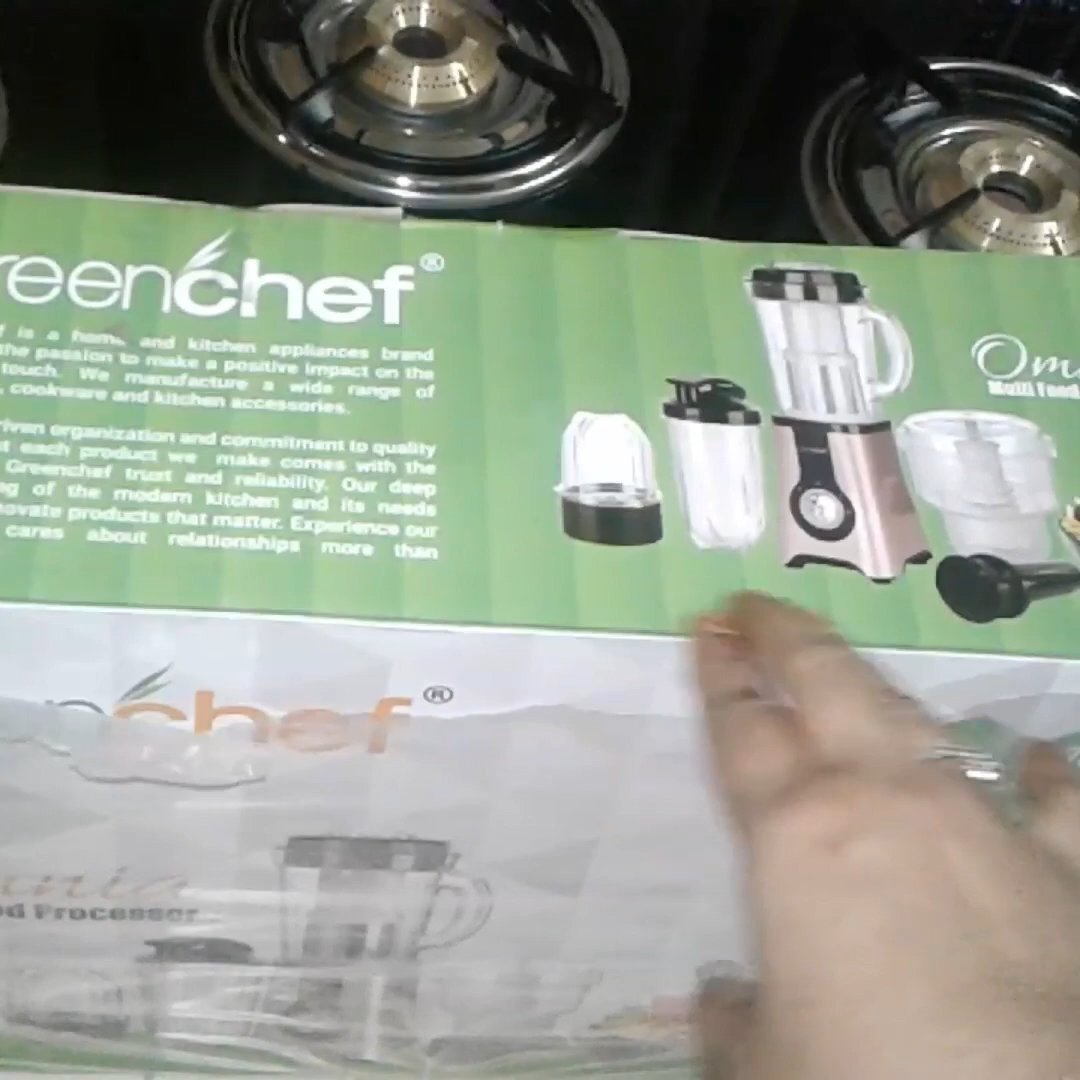 reenchef®
f is a home and kitchen appliances brand
the passion to make a positive impact on the
touch. We manufacture a wide range of
, cookware and kitchen accessories.
riven organization and commitment to quality
t each product we make comes with the
Greenchef trust and reliability. Our deep
g of the modern kitchen and its needs
novate products that matter. Experience our
cares about relationships more than
Om
Multi Food
nchef®
nia
od Processor